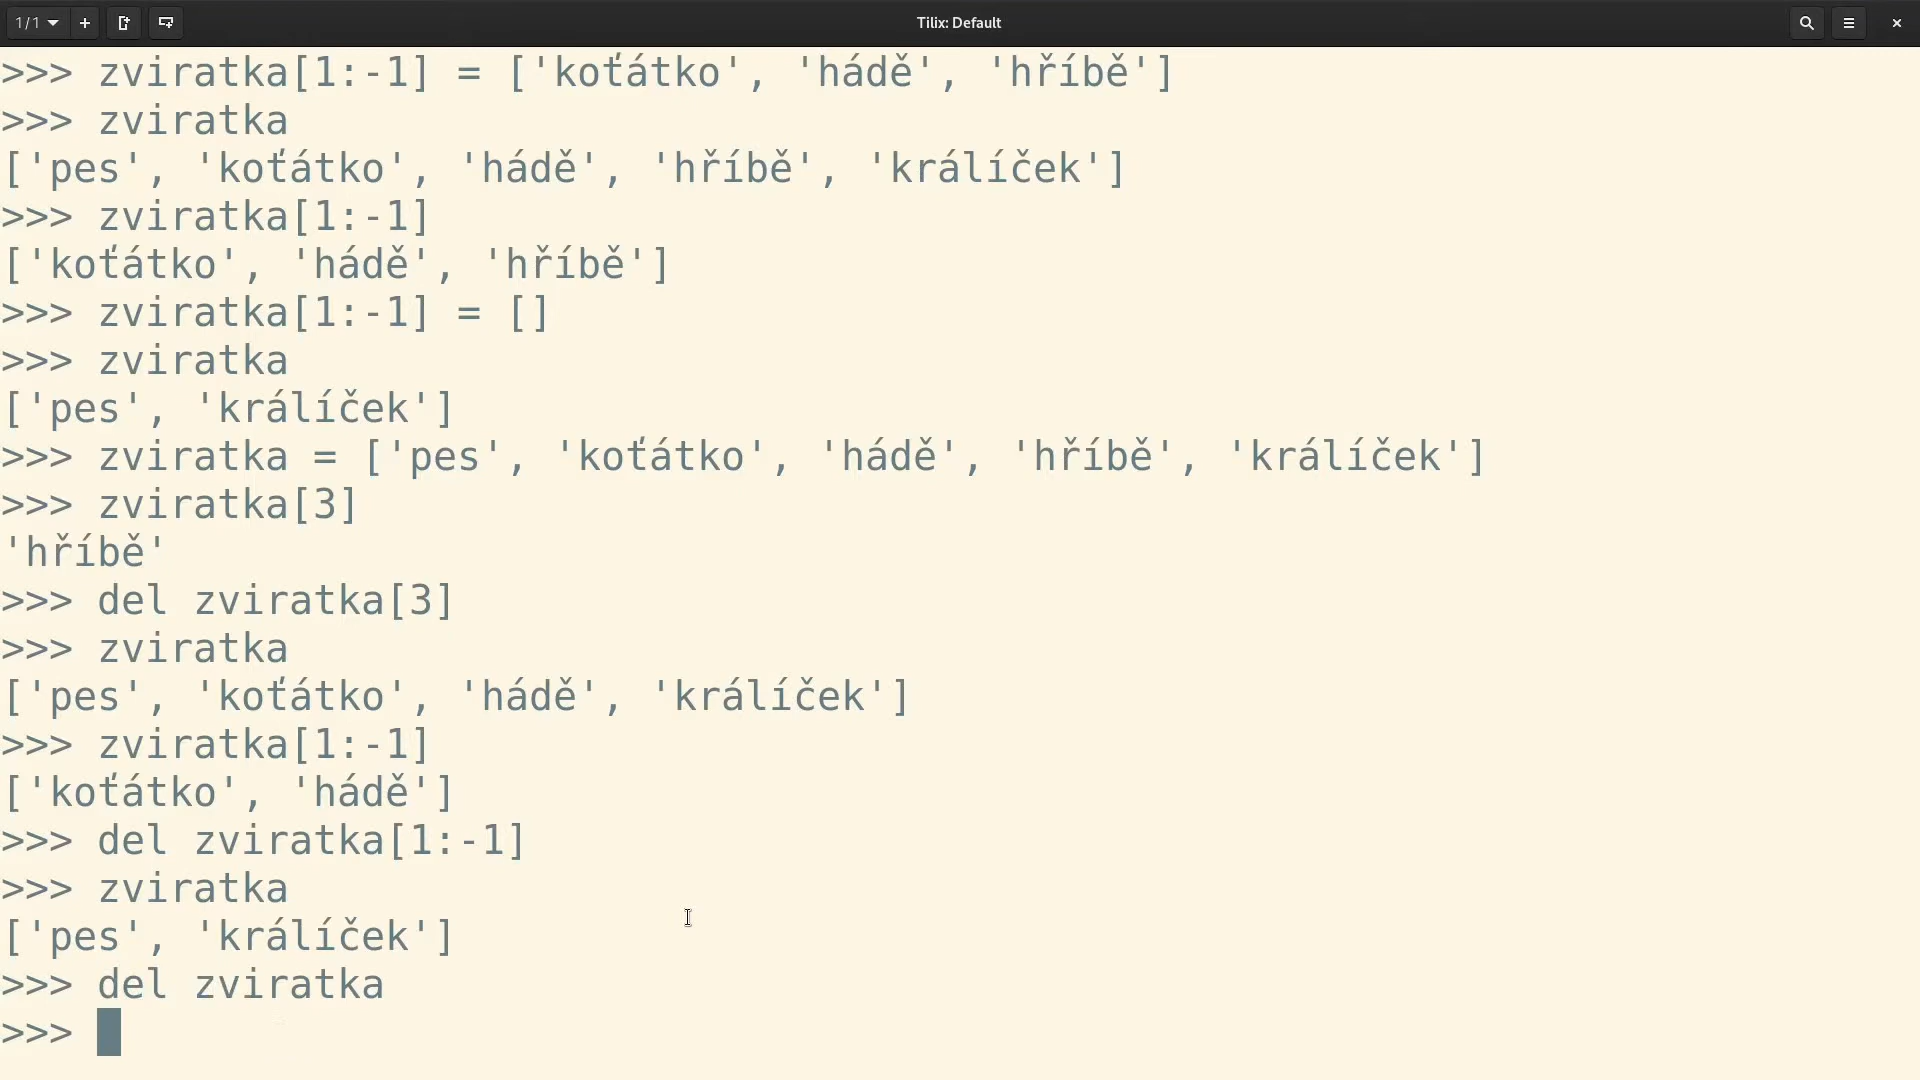 1/1
Tilix: Default
>>> zviratka[1:-1] = ['koťátko', 'hádě', 'hříbě']
>>> zviratka
['pes', 'koťátko', 'hádě', 'hříbě', 'králíček']
>>> zviratka[1:-1]
['koťátko', 'hádě', 'hříbě']
>>> zviratka[1:-1] = []
>>> zviratka
['pes', 'králíček']
>>> zviratka = ['pes', 'koťátko', 'hádě', 'hříbě', 'králíček']
>>> zviratka[3]
'hříbě'
>>> del zviratka[3]
>>> zviratka
['pes', 'koťátko', 'hádě', 'králíček']
>>> zviratka[1:-1]
['koťátko', 'hádě']
>>> del zviratka[1:-1]
>>> zviratka
['pes', 'králíček']
>>> del zviratka
>>>